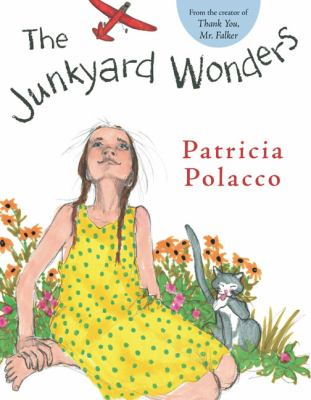 From the creator of
Thank You,
Mr. Falker
The
Junkyard Wonders
Patricia
Polacco